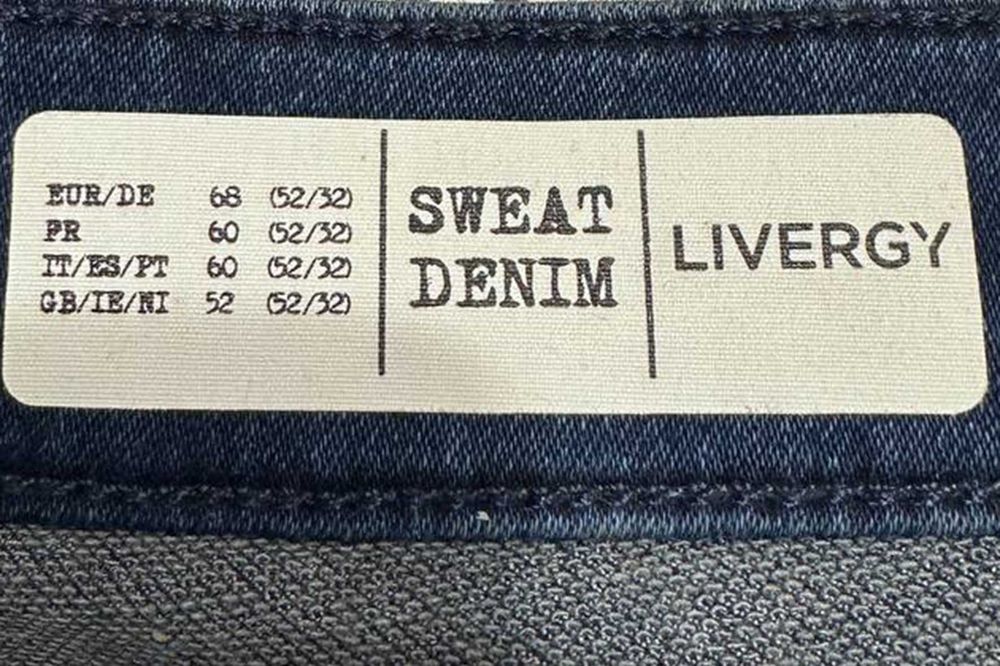 EUR/DE 68 (52/32)
FR 60 (52/32)
IT/ES/PT 60 (52/32)
GB/IE/NI 52 (52/32)
SWEAT
DENIM
LIVERGY